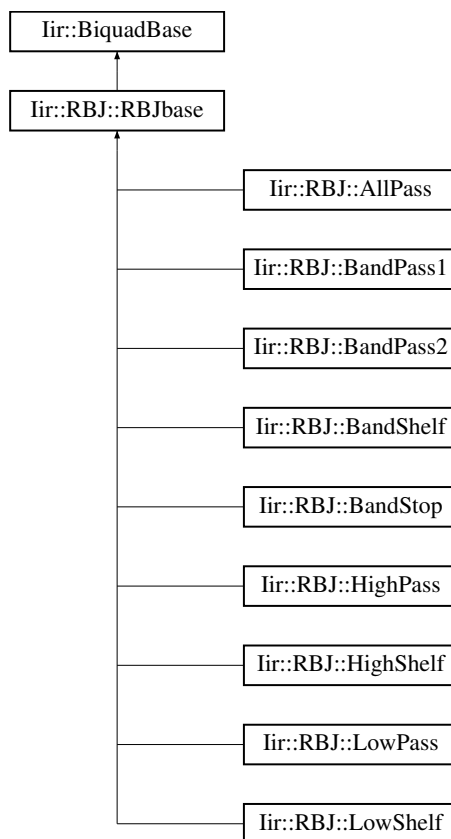 Iir::BiquadBase
Iir::RBJ::RBJbase
Iir::RBJ::AllPass
Iir::RBJ::BandPass1
Iir::RBJ::BandPass2
Iir::RBJ::BandShelf
Iir::RBJ::BandStop
Iir::RBJ::HighPass
Iir::RBJ::HighShelf
Iir::RBJ::LowPass
Iir::RBJ::LowShelf